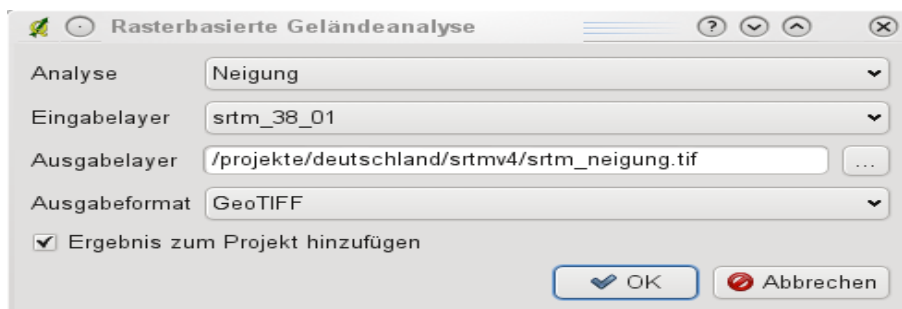 Rasterbasierte Geländeanalyse
Analyse Neigung
Eingabelayer srtm_38_01
Ausgabelayer /projekte/deutschland/srtmv4/srtm_neigung.tif ...
Ausgabeformat GeoTIFF
Ergebnis zum Projekt hinzufügen
OK Abbrechen